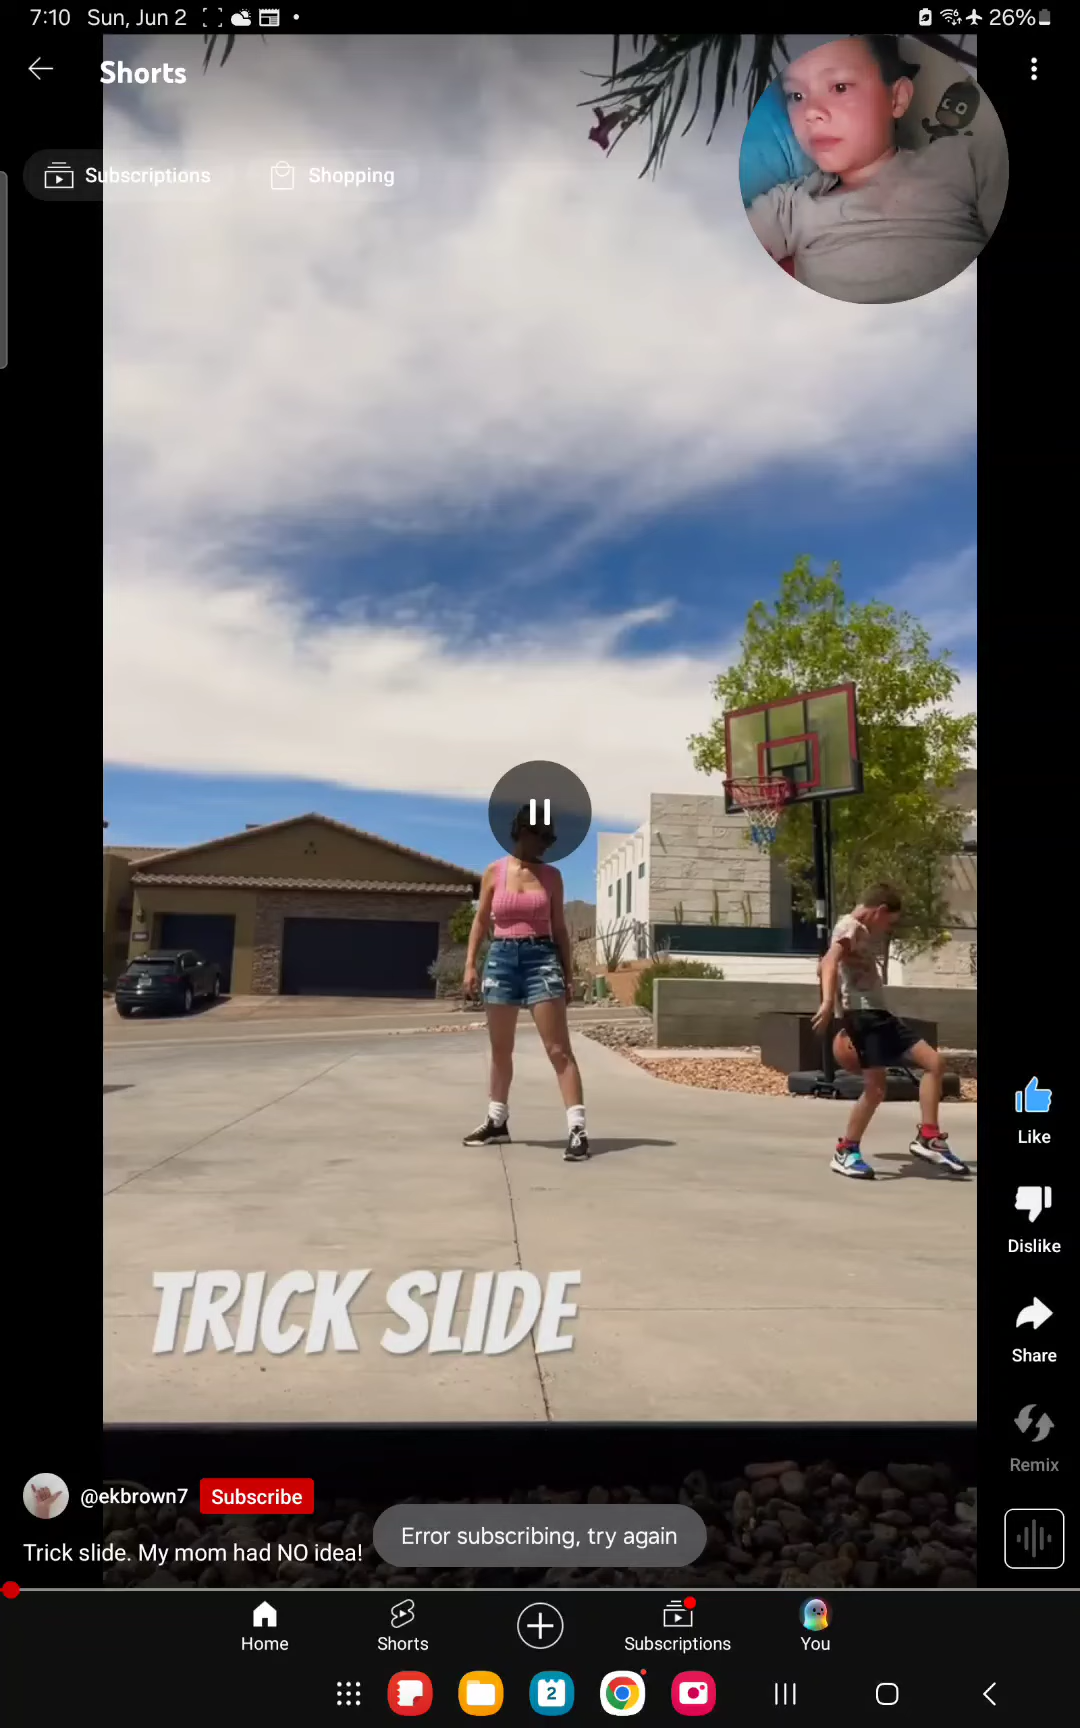 7:10 Sun, Jun 2
26%
Shorts
Subscriptions
Shopping
TRICK SLIDE
Like
Dislike
Share
Remix
@ekbrown7
Subscribe
Error subscribing, try again
Trick slide. My mom had NO idea!
Home
Shorts
Subscriptions
You
2